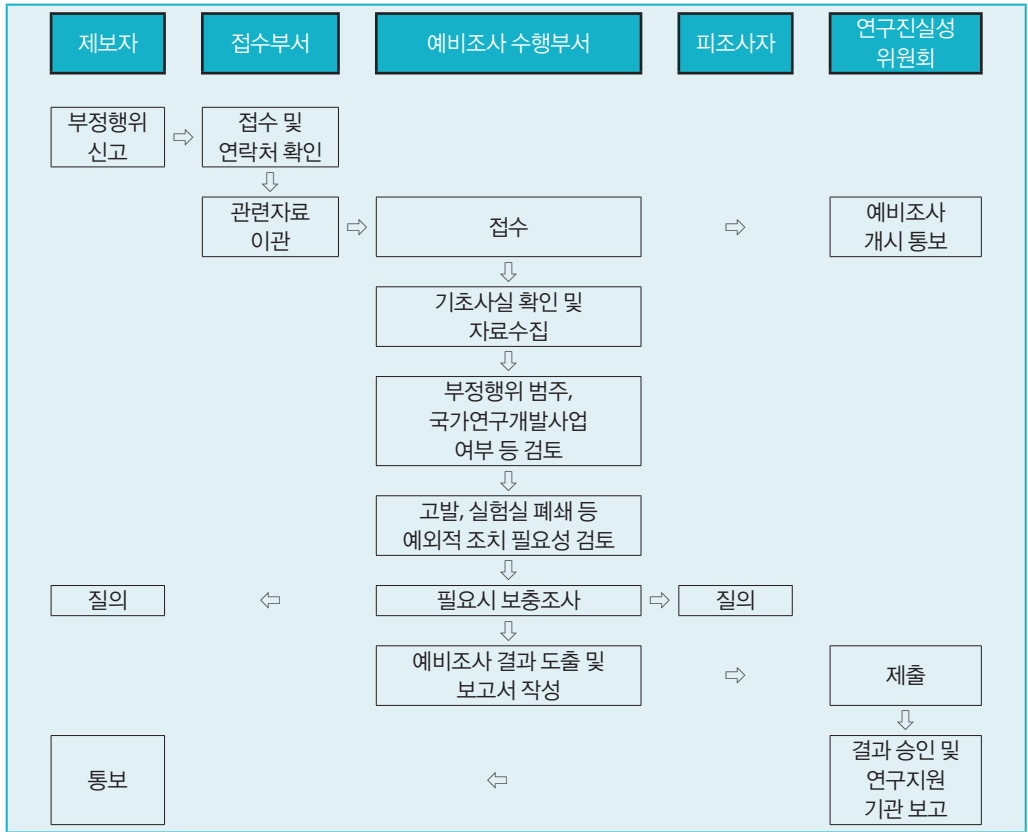 제보자
접수부서
예비조사 수행부서
피조사자
연구진실성
위원회
부정행위
신고
⇨
접수 및
연락처 확인
⇩
관련자료
이관
⇨
접수
⇨
예비조사
개시 통보
⇩
기초사실 확인 및
자료수집
⇩
부정행위 범주,
국가연구개발사업
여부 등 검토
⇩
고발, 실험실 폐쇄 등
예외적 조치 필요성 검토
⇩
질의
⇦
필요시 보충조사
⇨
질의
⇩
예비조사 결과 도출 및
보고서 작성
⇨
제출
⇩
통보
⇦
결과 승인 및
연구지원
기관 보고